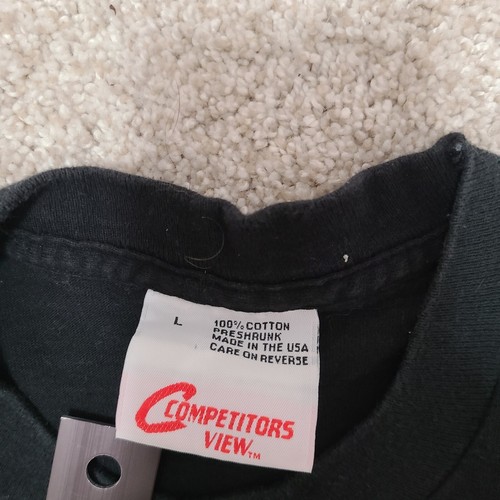 L
100% COTTON
PRESHRUNK
MADE IN THE USA
CARE ON REVERSE
C COMPETITORS
VIEW™